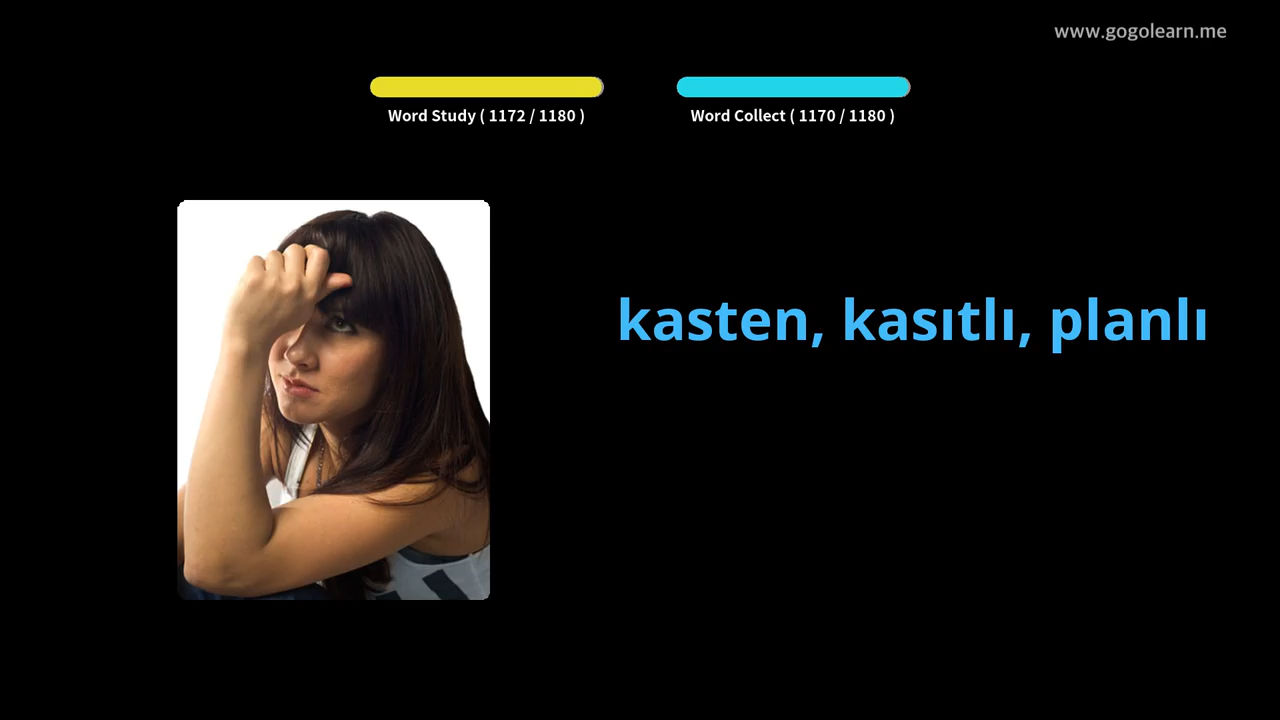 www.gogolearn.me
Word Study ( 1172 / 1180 )
Word Collect ( 1170 / 1180 )
kasten, kasıtlı, planlı